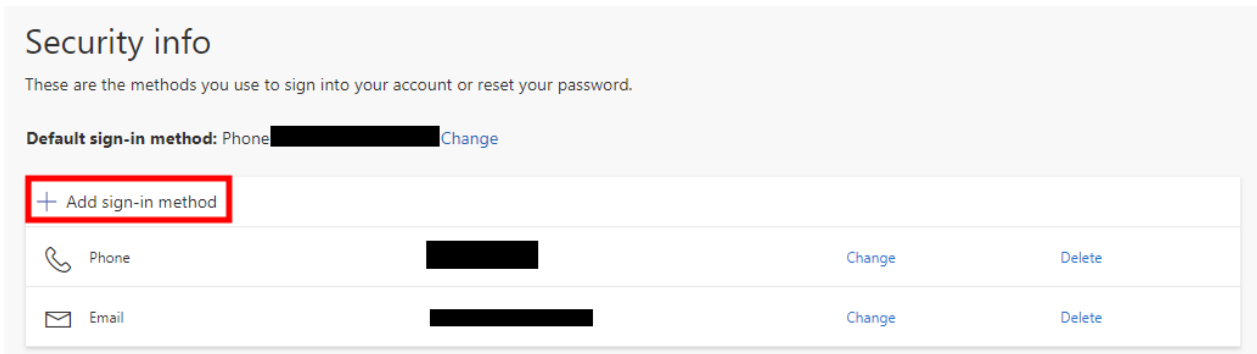 Security info
These are the methods you use to sign into your account or reset your password.
Default sign-in method: Phone Change
+ Add sign-in method
Phone Change Delete
Email Change Delete